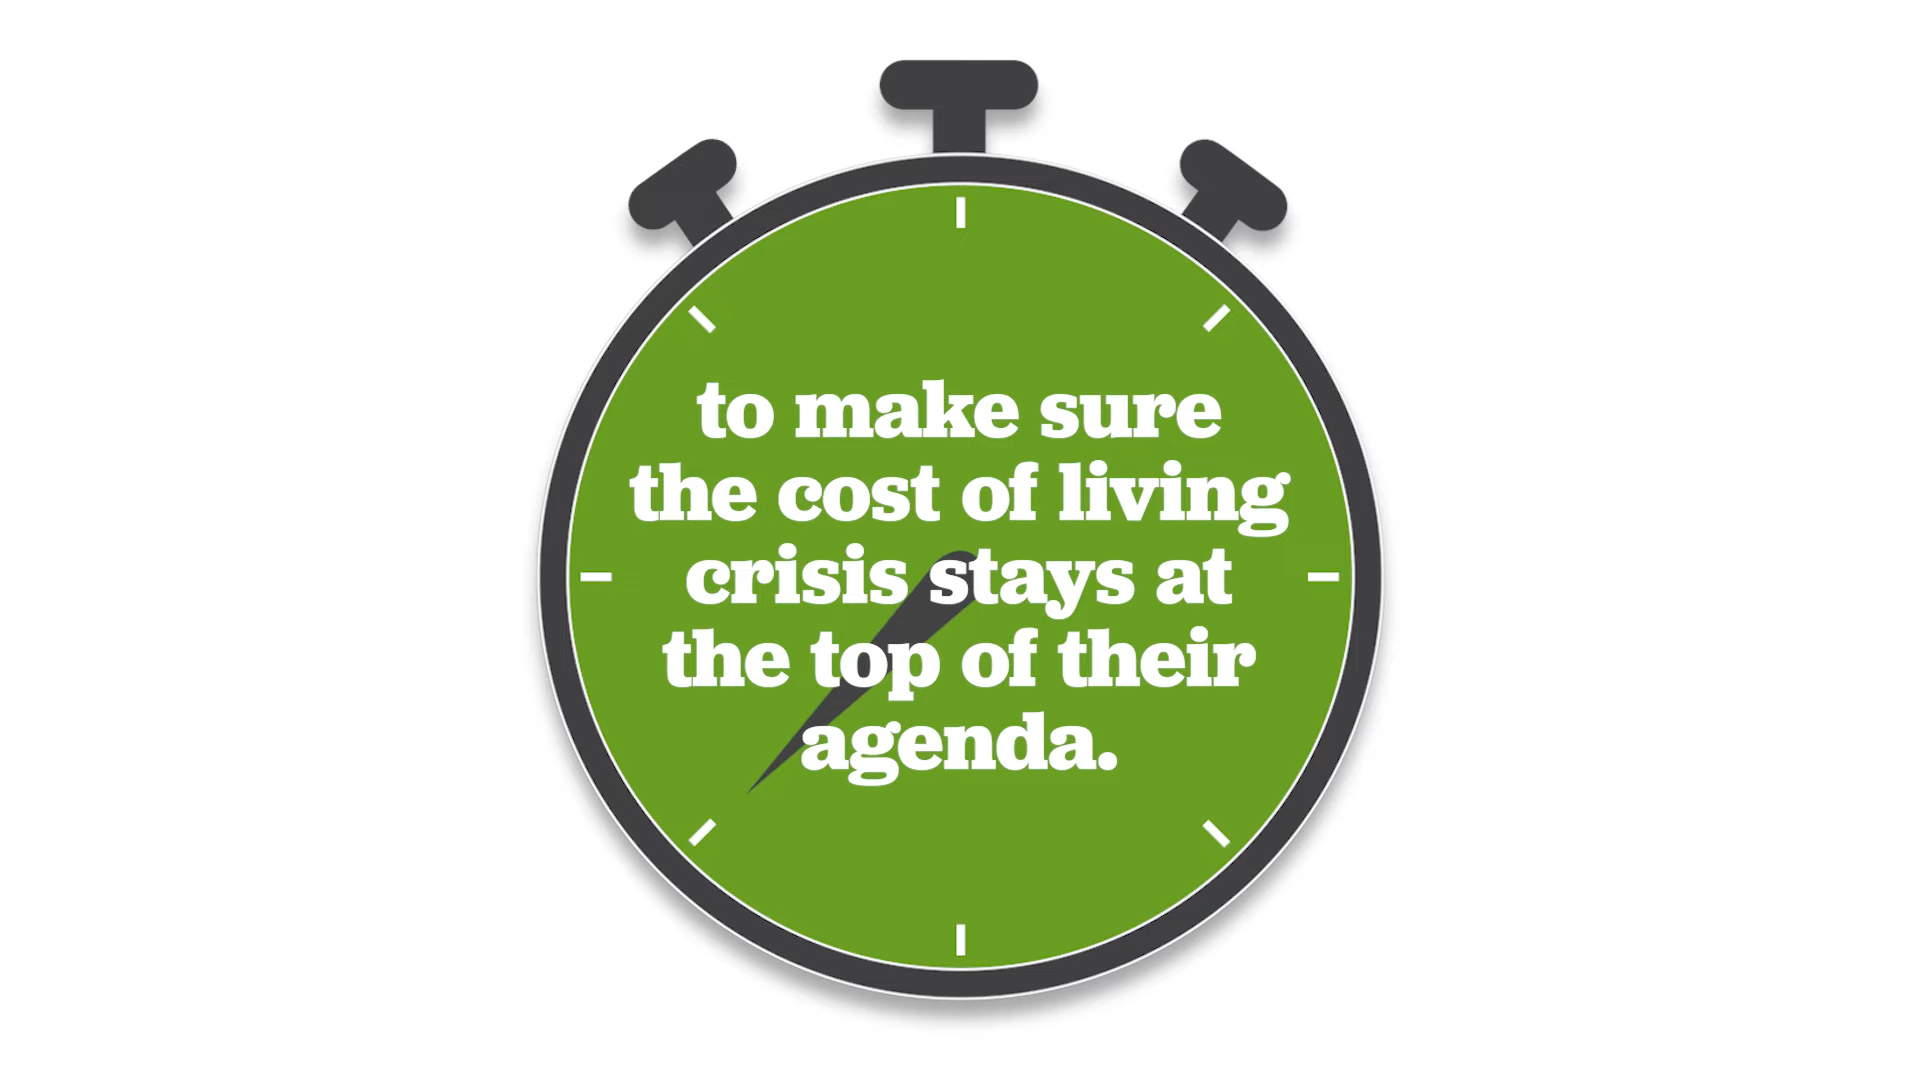 to make sure
the cost of living
crisis stays at
the top of their
agenda.